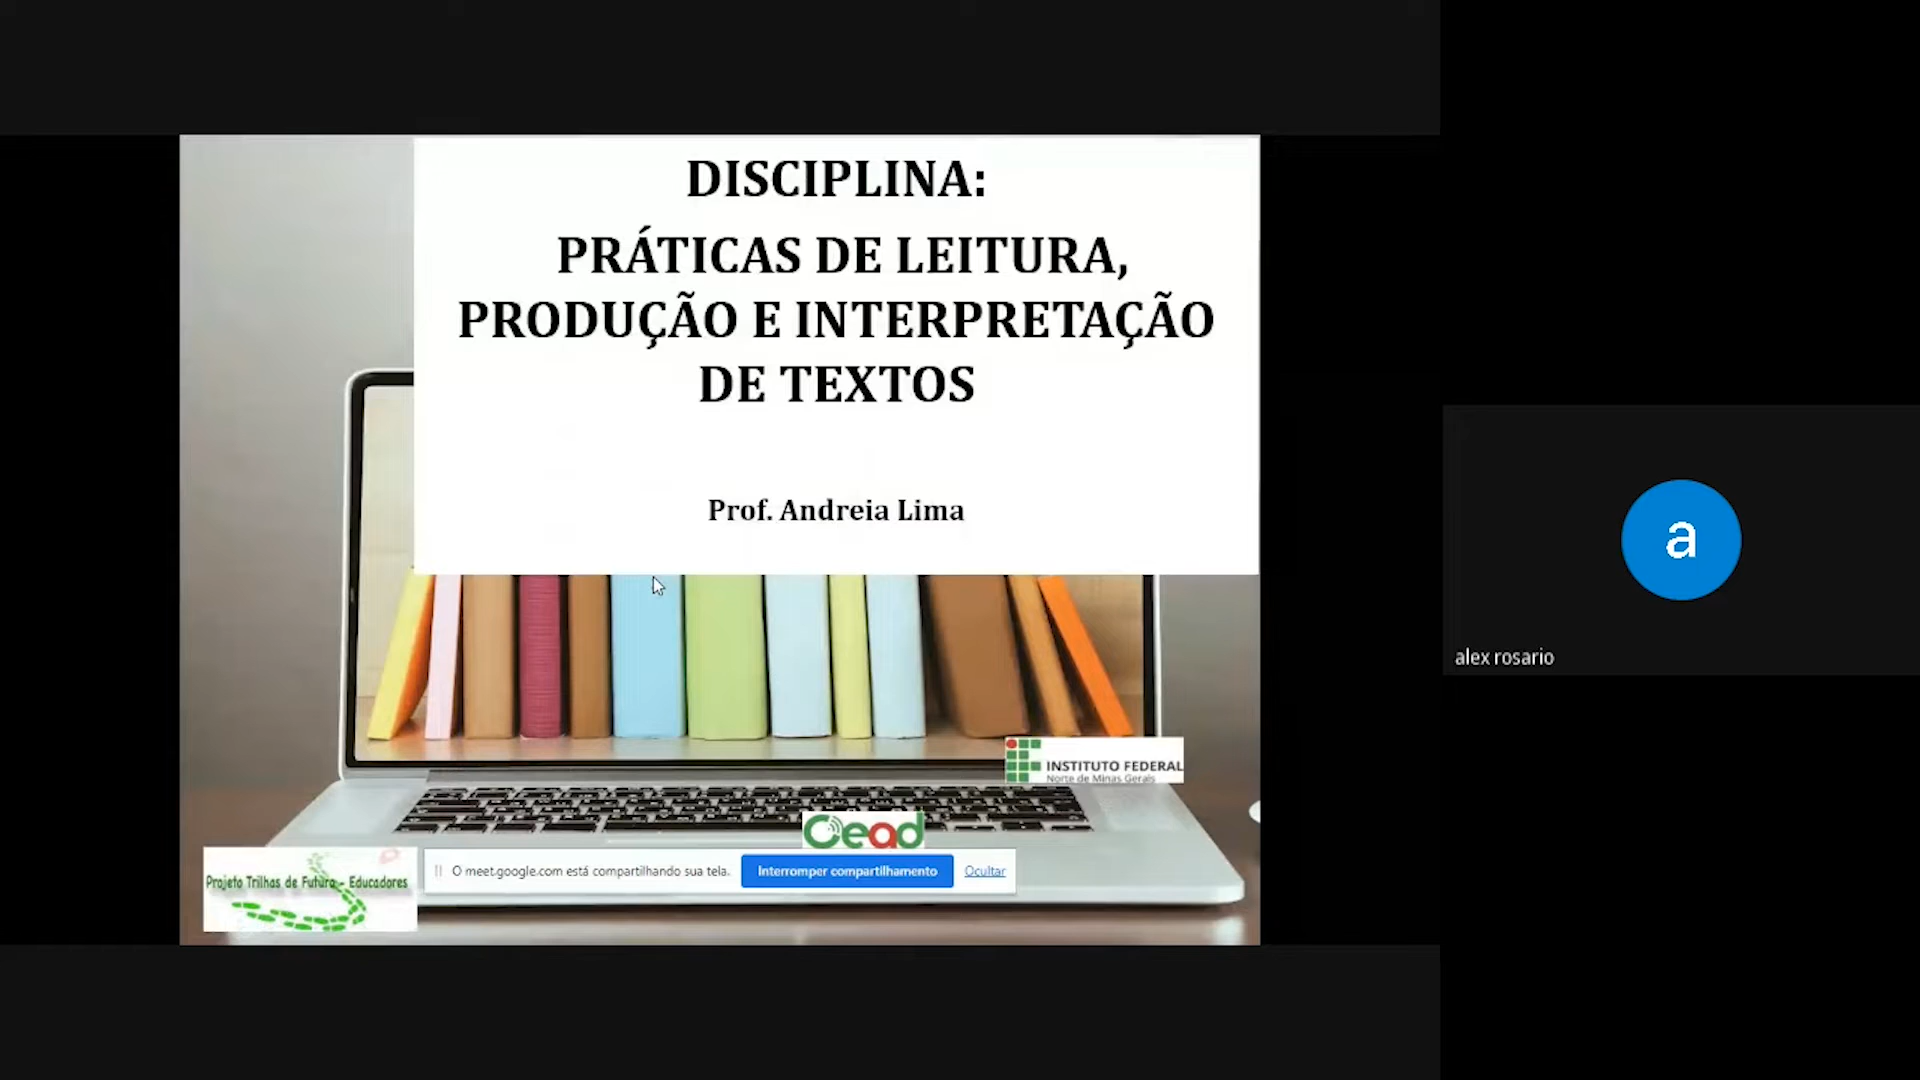 DISCIPLINA:
PRÁTICAS DE LEITURA,
PRODUÇÃO E INTERPRETAÇÃO
DE TEXTOS
Prof. Andreia Lima
INSTITUTO FEDERAL
Norte de Minas Gerais
Cead
Projeto Trilhas de Futuro - Educadores
O meet.google.com está compartilhando sua tela.
Interromper compartilhamento
Ocultar
a
alex rosario